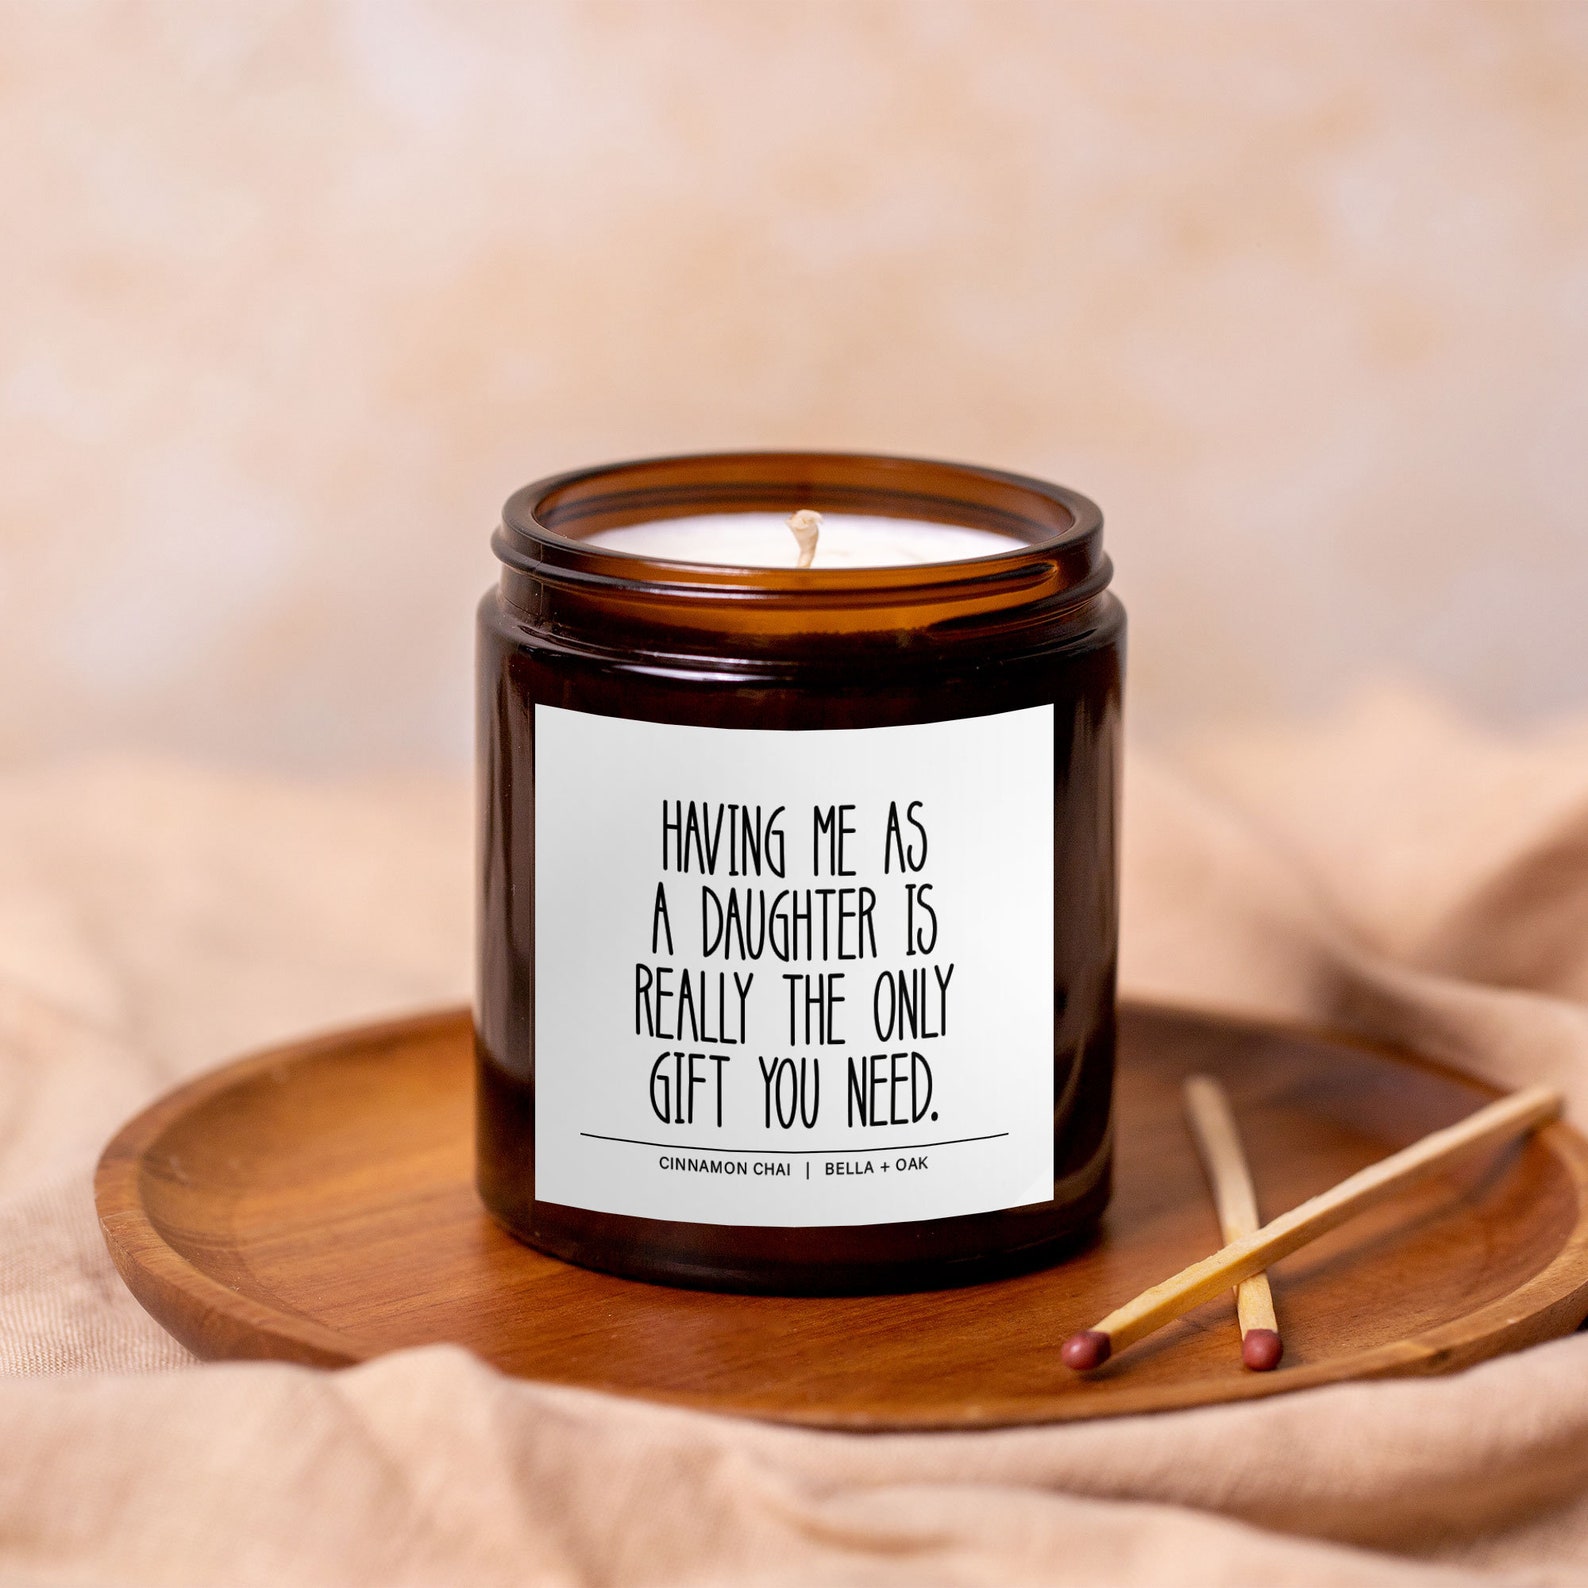 HAVING ME AS
A DAUGHTER IS
REALLY THE ONLY
GIFT YOU NEED.
CINNAMON CHAI | BELLA + OAK